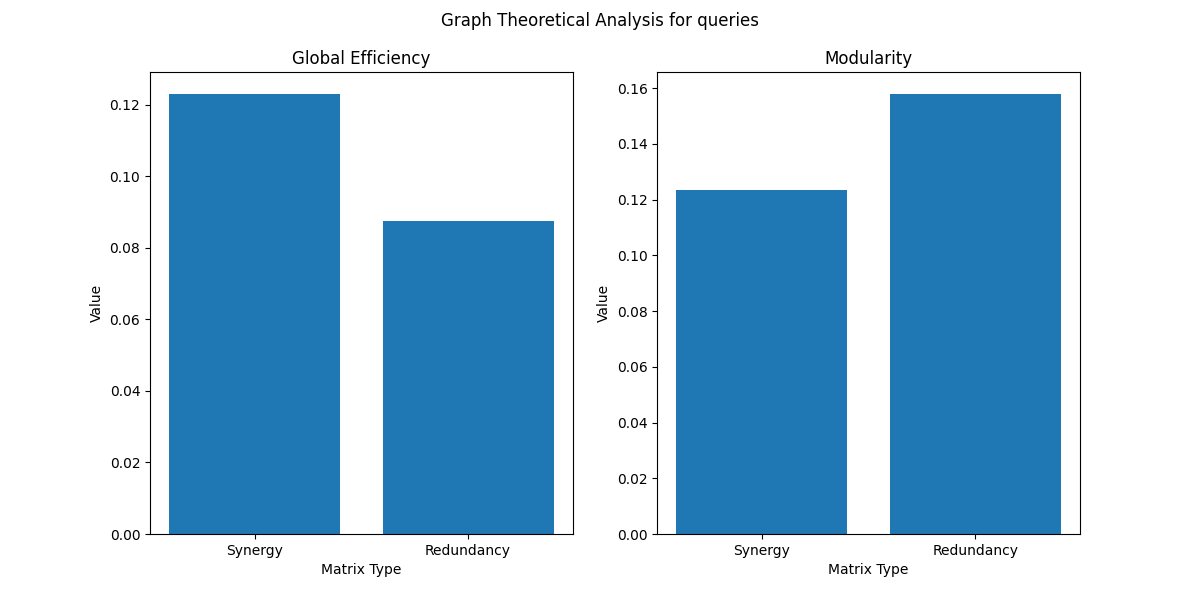 Graph Theoretical Analysis for queries
Global Efficiency
Value
0.12
0.10
0.08
0.06
0.04
0.02
0.00
Synergy Redundancy
Matrix Type
Modularity
Value
0.16
0.14
0.12
0.10
0.08
0.06
0.04
0.02
0.00
Synergy Redundancy
Matrix Type